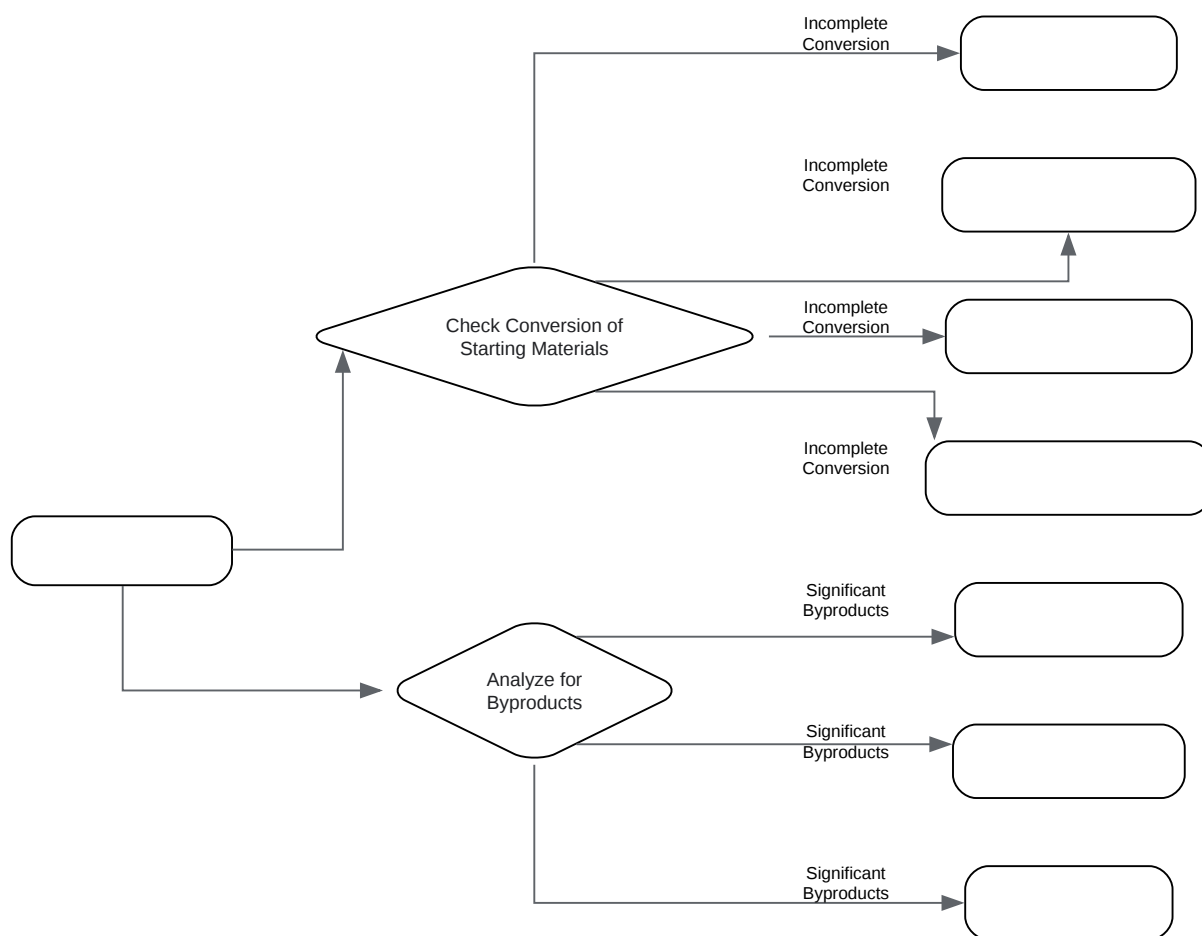 Incomplete
Conversion
Incomplete
Conversion
Incomplete
Conversion
Check Conversion of
Starting Materials
Incomplete
Conversion
Significant
Byproducts
Analyze for
Byproducts
Significant
Byproducts
Significant
Byproducts